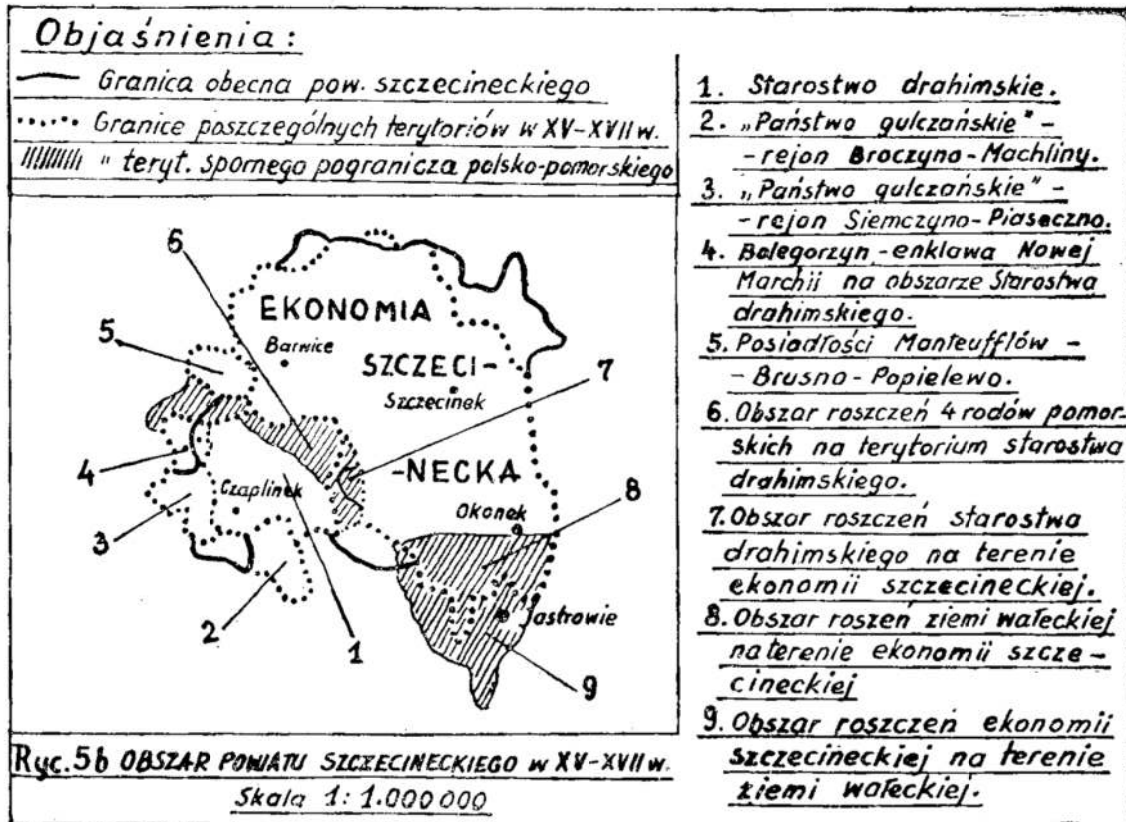 Objaśnienia:
Granica obecna pow. szczecineckiego
Granice poszczególnych terytoriów w XV-XVII w.
" teryt. spornego pogranicza polsko-pomorskiego
6
EKONOMIA
5
Barwice
SZCZECI-
7
Szczecinek
4
-NECKA
8
Czaplinek
Okonek
3
2
1
Jastrowie
9
Ryc. 5b OBSZAR POWIATU SZCZECINECKIEGO w XV-XVII w.
Skala 1:1.000000
1. Starostwo drahimskie.
2. „Państwo gulczańskie" -
- rejon Broczyno-Machliny.
3. „Państwo gulczańskie" -
- rejon Siemczyno-Piaseczno.
4. Bolegorzyn - enklawa Nowej
Marchii na obszarze Starostwa
drahimskiego.
5. Posiadłości Manteufflów -
- Brusno-Popielewo.
6. Obszar roszczeń 4 rodów pomor-
skich na terytorium starostwa
drahimskiego.
7. Obszar roszczeń starostwa
drahimskiego na terenie
ekonomii szczecineckiej.
8. Obszar roszeń ziemi wałeckiej
na terenie ekonomii szcze-
cineckiej
9. Obszar roszczeń ekonomii
szczecineckiej na terenie
ziemi wałeckiej.